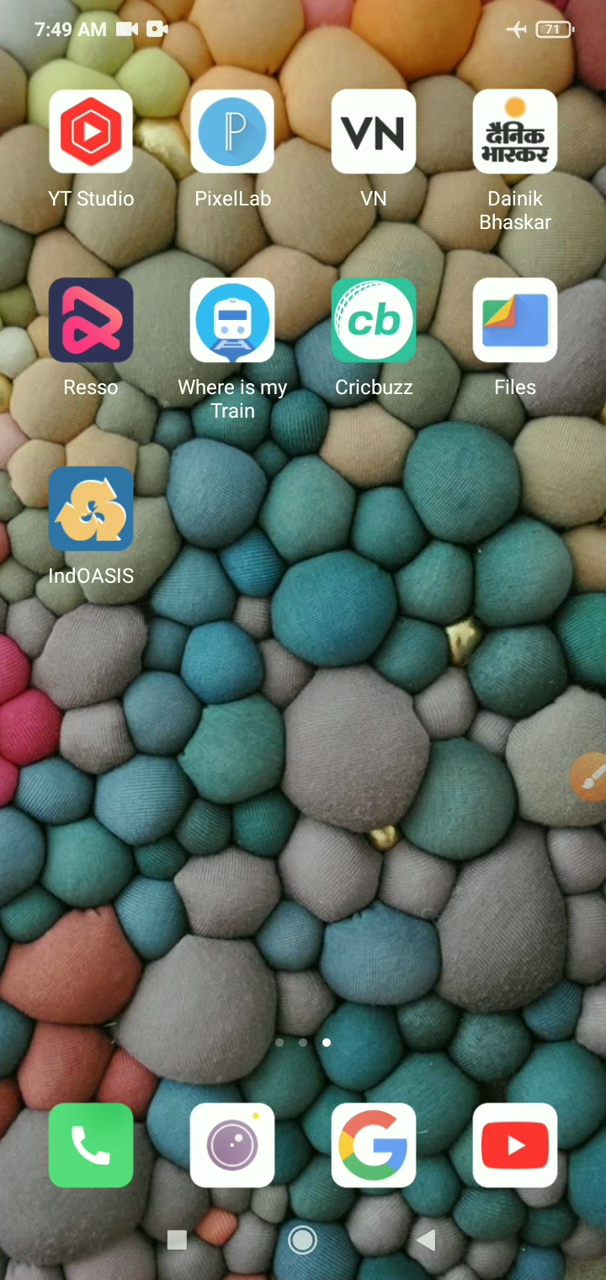 7:49 AM
71
VN
दैनिक
भास्कर
YT Studio
PixelLab
VN
Dainik
Bhaskar
cb
Resso
Where is my
Train
Cricbuzz
Files
IndOASIS